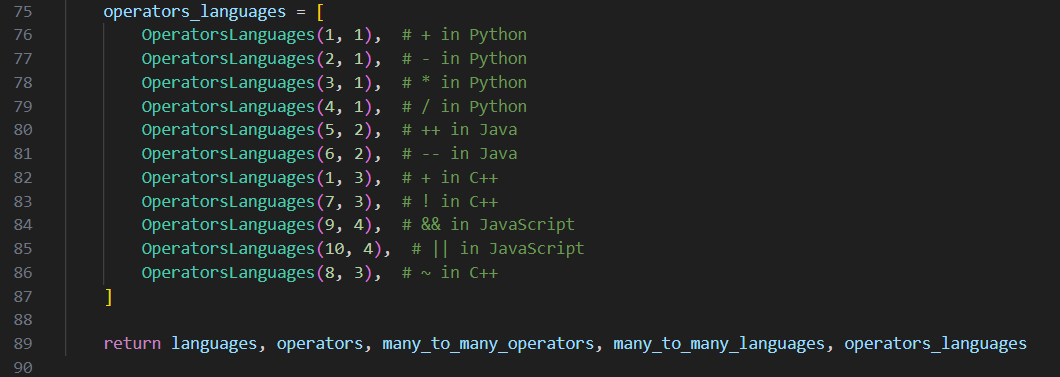 75 operators_languages = [
76 OperatorsLanguages(1, 1),  # + in Python
77 OperatorsLanguages(2, 1),  # - in Python
78 OperatorsLanguages(3, 1),  # * in Python
79 OperatorsLanguages(4, 1),  # / in Python
80 OperatorsLanguages(5, 2),  # ++ in Java
81 OperatorsLanguages(6, 2),  # -- in Java
82 OperatorsLanguages(1, 3),  # + in C++
83 OperatorsLanguages(7, 3),  # ! in C++
84 OperatorsLanguages(9, 4),  # && in JavaScript
85 OperatorsLanguages(10, 4),  # || in JavaScript
86 OperatorsLanguages(8, 3),  # ~ in C++
87 ]
88
89 return languages, operators, many_to_many_operators, many_to_many_languages, operators_languages
90